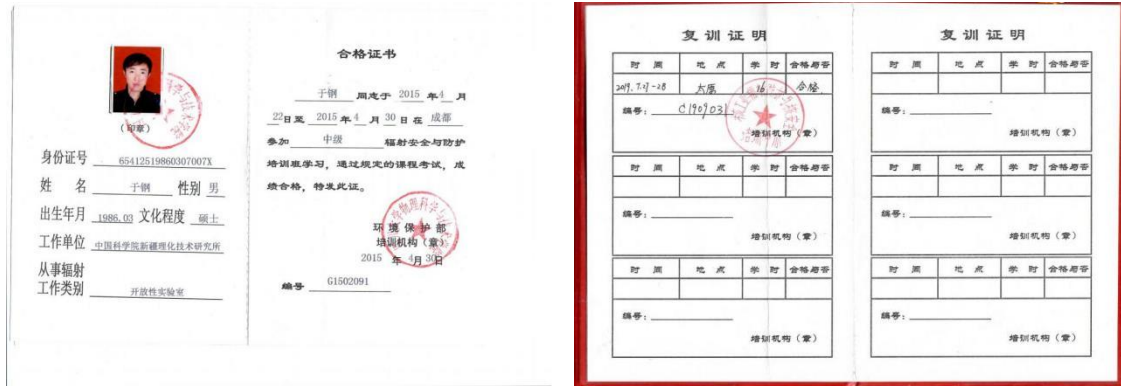 （印章）
身份证号 65412519860307007X
姓 名 于钢 性别 男
出生年月 1986.03 文化程度 硕士
工作单位 中国科学院新疆理化技术研究所
从事辐射
工作类别 开放性实验室
合格证书
于钢 同志于 2015 年4 月
22日至 2015 年 4 月 30 日在 成都
参加 中级 辐射安全与防护
培训班学习，通过规定的课程考试，成
绩合格，特发此证。
环境保护部
培训机构（章）
2015 年 4月 30日
编号 G1502091
复训证明
时 间 地 点 学 时 合格与否
2019.7.27-28 太原 16 合格
编号：C1909031
培训机构（章）
时 间 地 点 学 时 合格与否
编号：
培训机构（章）
时 间 地 点 学 时 合格与否
编号：
培训机构（章）
复训证明
时 间 地 点 学 时 合格与否
编号：
培训机构（章）
时 间 地 点 学 时 合格与否
编号：
培训机构（章）
时 间 地 点 学 时 合格与否
编号：
培训机构（章）